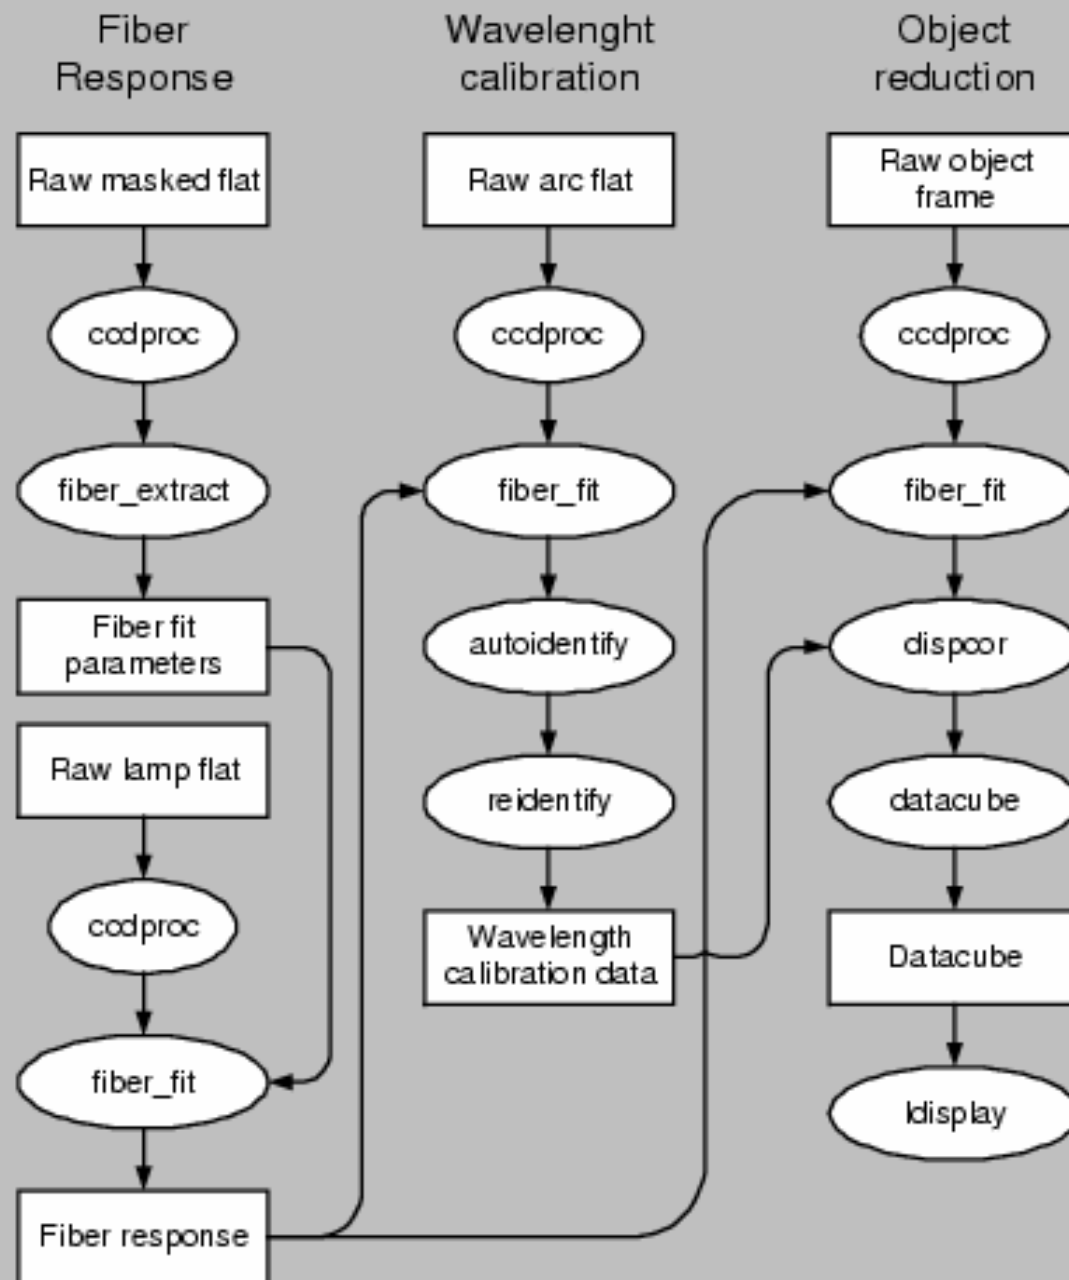 Fiber
Response
Raw masked flat
ccdproc
fiber_extract
Fiber fit
parameters
Raw lamp flat
ccdproc
fiber_fit
Fiber response
Wavelenght
calibration
Raw arc flat
ccdproc
fiber_fit
autoidentify
reidentify
Wavelength
calibration data
Object
reduction
Raw object
frame
ccdproc
fiber_fit
dispcor
datacube
Datacube
ldisplay